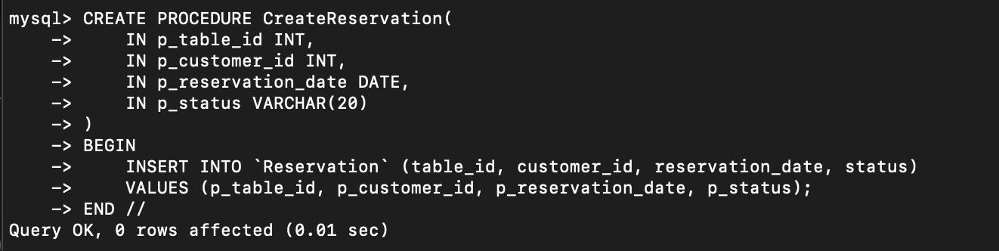 mysql> CREATE PROCEDURE CreateReservation(
    ->     IN p_table_id INT,
    ->     IN p_customer_id INT,
    ->     IN p_reservation_date DATE,
    ->     IN p_status VARCHAR(20)
    -> )
    -> BEGIN
    ->     INSERT INTO `Reservation` (table_id, customer_id, reservation_date, status)
    ->     VALUES (p_table_id, p_customer_id, p_reservation_date, p_status);
    -> END //
Query OK, 0 rows affected (0.01 sec)